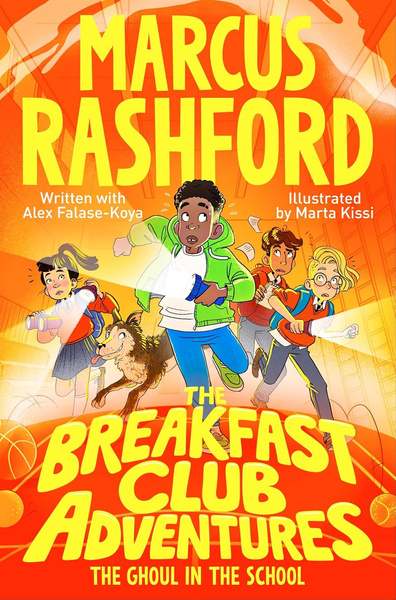 MARCUS
RASHFORD
Written with
Alex Falase-Koya
Illustrated
by Marta Kissi
THE
BREAKFAST
CLUB
ADVENTURES
THE GHOUL IN THE SCHOOL